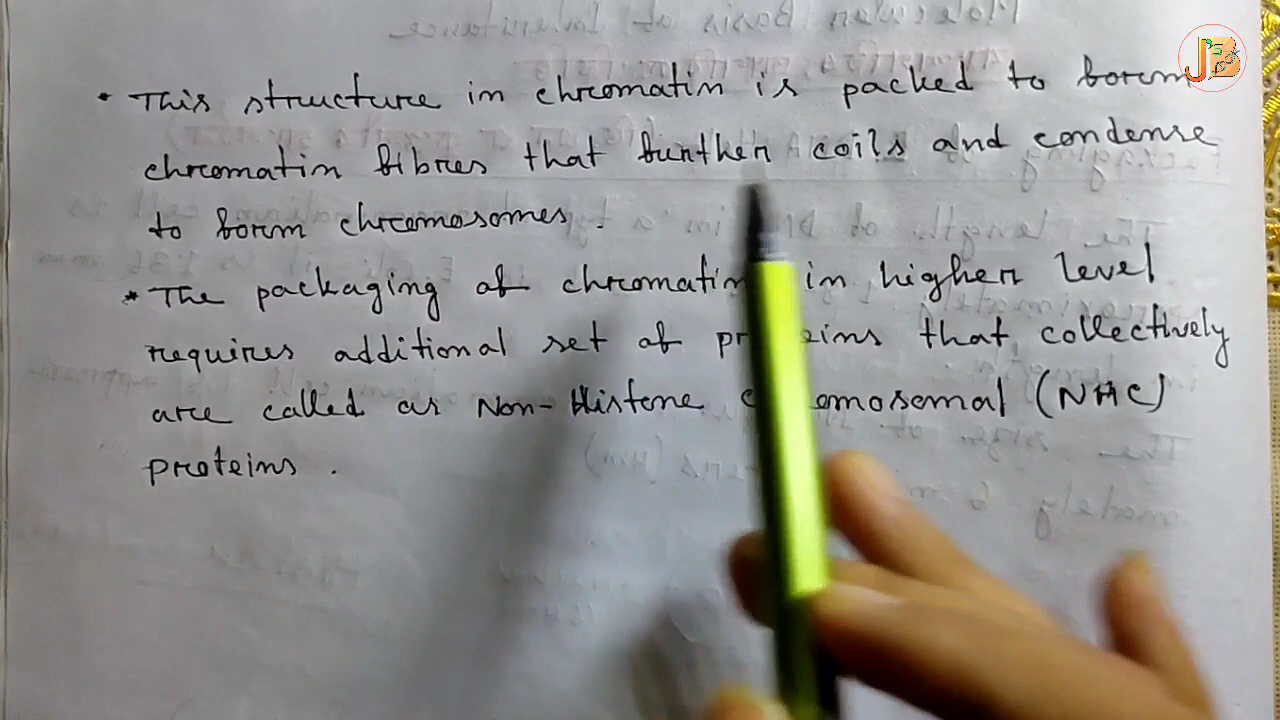 • This structure in chromatin is packed to form
chromatin fibres that further coils and condense
to form chromosomes.
* The packaging of chromatin in higher level
requires additional set of proteins that collectively
are called as Non-Histone chromosomal (NHC)
proteins.